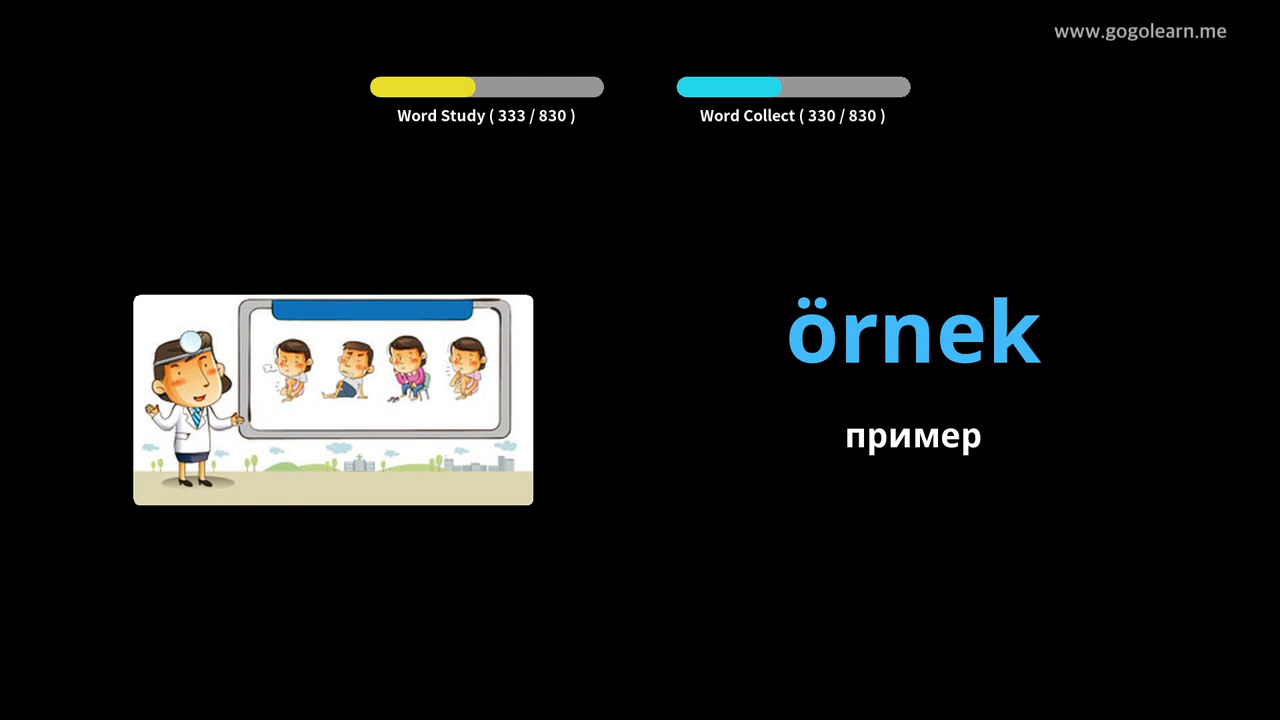 www.gogolearn.me
Word Study ( 333 / 830 )
Word Collect ( 330 / 830 )
örnek
пример